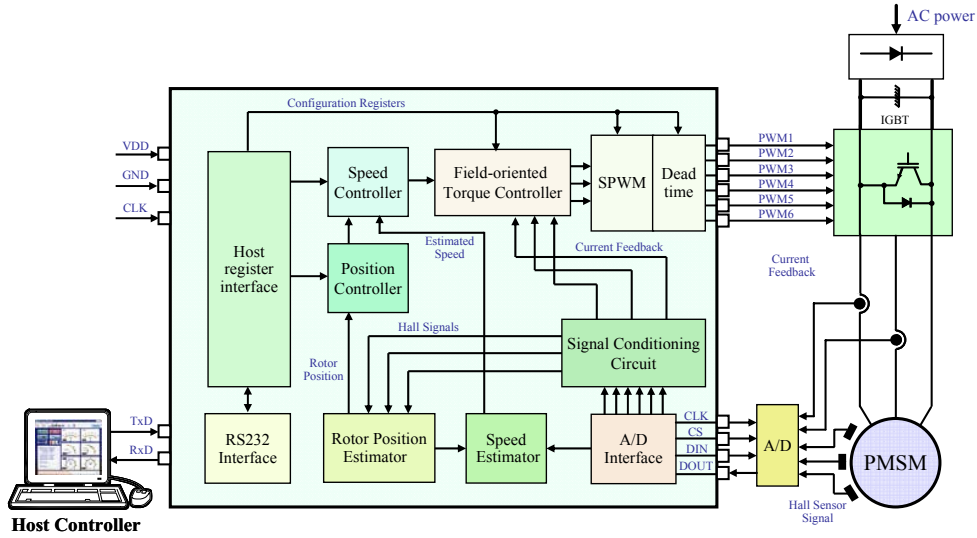 AC power
IGBT
Configuration Registers
VDD
GND
CLK
Host
register
interface
Speed
Controller
Field-oriented
Torque Controller
SPWM
Dead
time
PWM1
PWM2
PWM3
PWM4
PWM5
PWM6
Position
Controller
Estimated
Speed
Current Feedback
Current
Feedback
Hall Signals
Rotor
Position
Signal Conditioning
Circuit
TxD
RxD
RS232
Interface
Rotor Position
Estimator
Speed
Estimator
A/D
Interface
CLK
CS
DIN
DOUT
A/D
PMSM
Hall Sensor
Signal
Host Controller